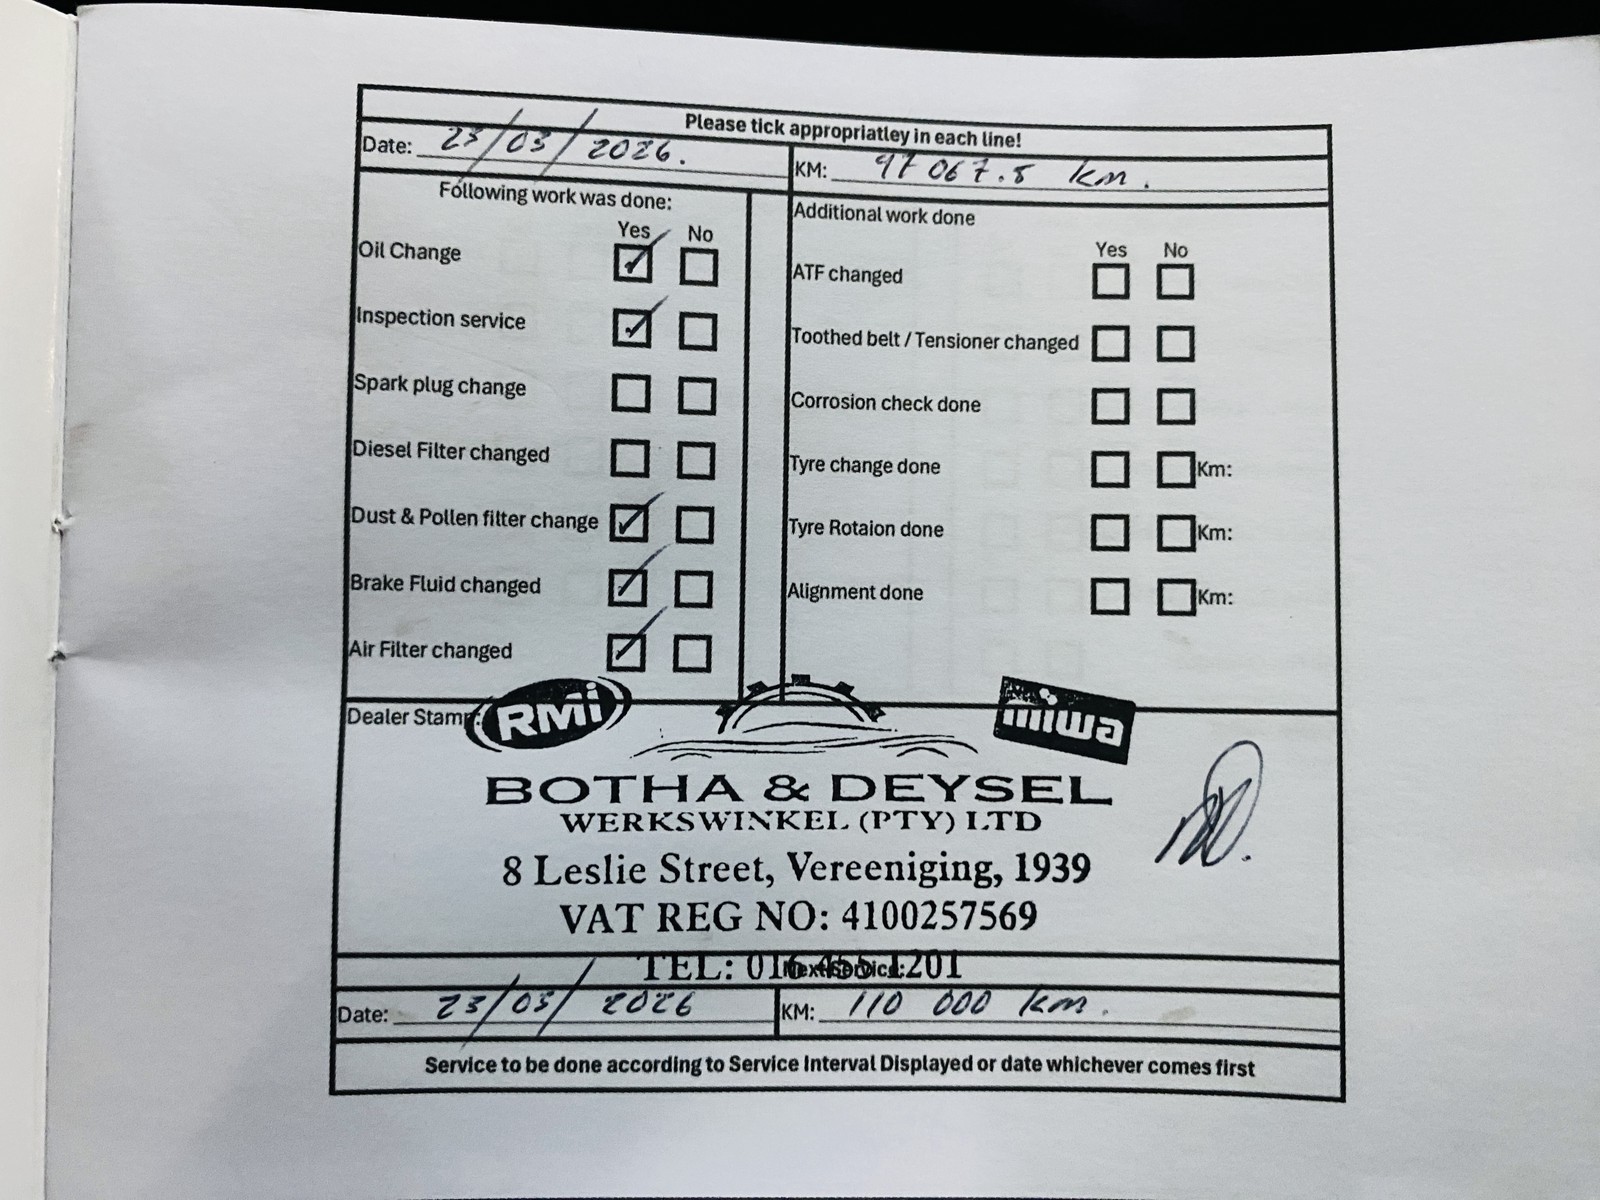 Please tick appropriatley in each line!
Date: 23/03/2026. KM: 97 067.5 km.
Following work was done: Additional work done
Yes No
Oil Change
Inspection service
Spark plug change
Diesel Filter changed
Dust & Pollen filter change
Brake Fluid changed
Air Filter changed
Yes No
ATF changed
Toothed belt / Tensioner changed
Corrosion check done
Tyre change done Km:
Tyre Rotaion done Km:
Alignment done Km:
Dealer Stamp:
RMi
miwa
BOTHA & DEYSEL
WERKSWINKEL (PTY) LTD
8 Leslie Street, Vereeniging, 1939
VAT REG NO: 4100257569
TEL: 016 455 1201
Next Service:
Date: 23/03/2026 KM: 110 000 km.
Service to be done according to Service Interval Displayed or date whichever comes first